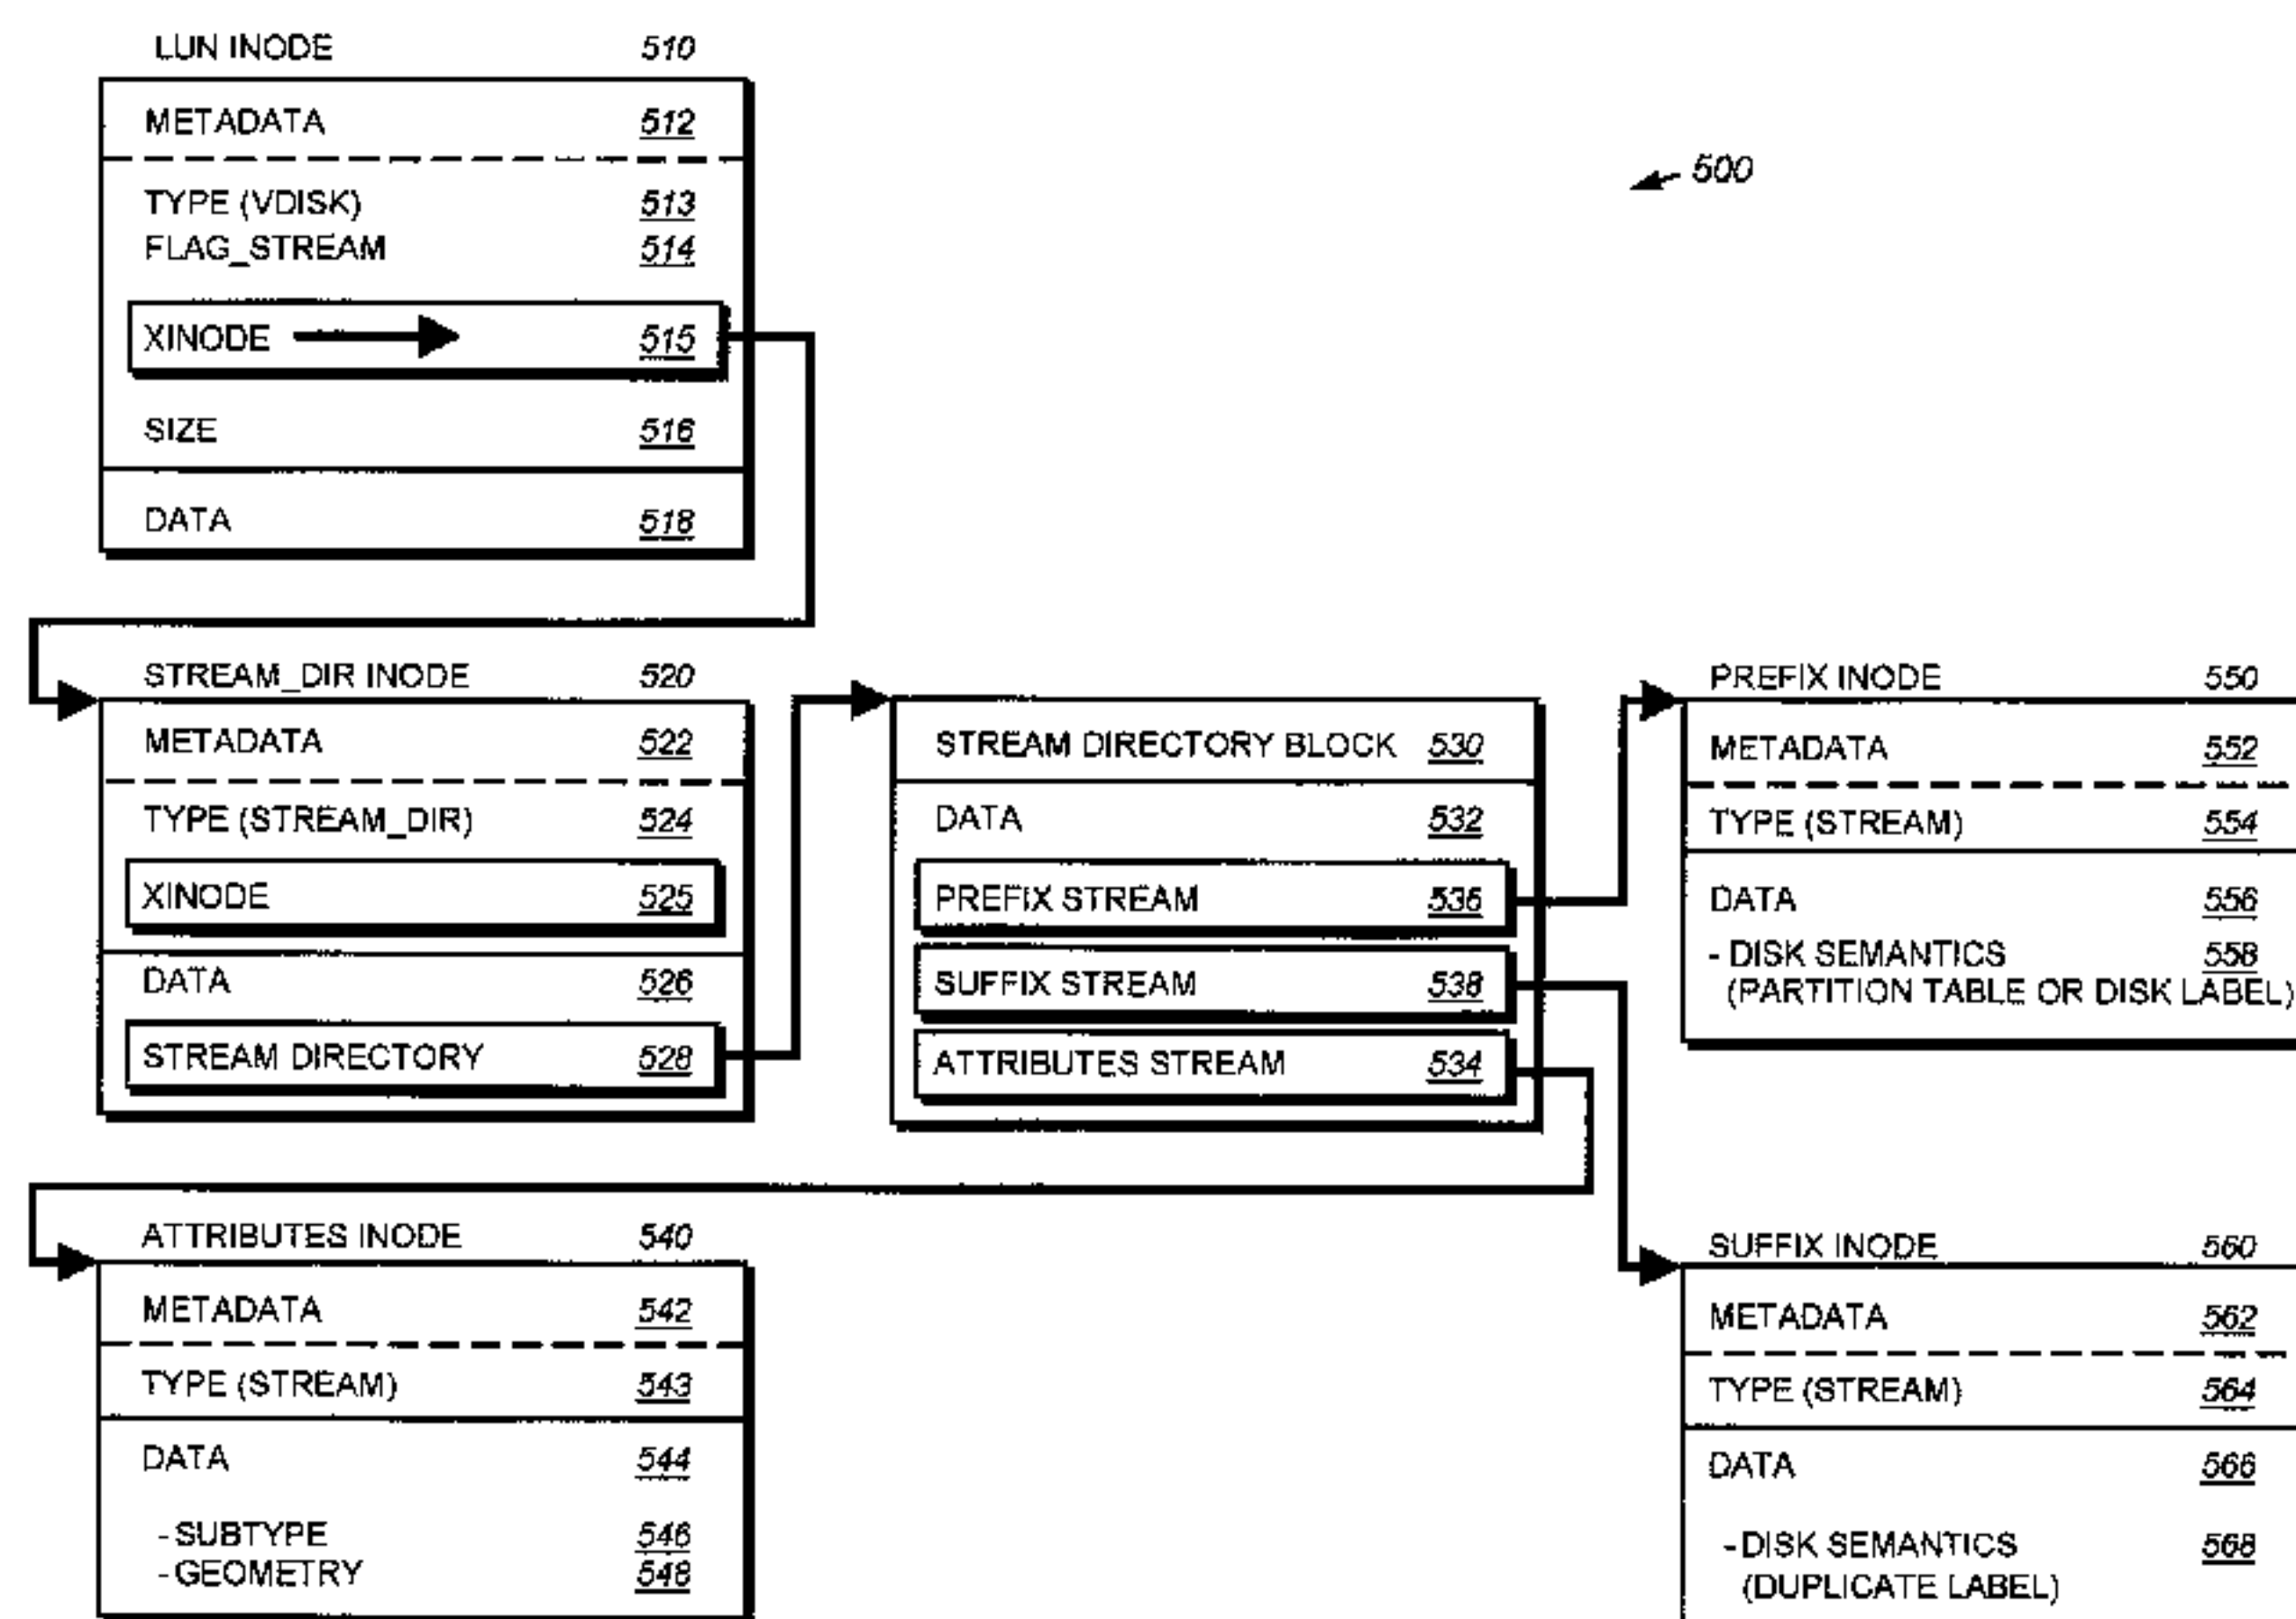 LUN INODE 510
METADATA 512
TYPE (VDISK) 513
FLAG_STREAM 514
XINODE 515
SIZE 516
DATA 518
500
STREAM_DIR INODE 520
METADATA 522
TYPE (STREAM_DIR) 524
XINODE 525
DATA 526
STREAM DIRECTORY 528
STREAM DIRECTORY BLOCK 530
DATA 532
PREFIX STREAM 536
SUFFIX STREAM 538
ATTRIBUTES STREAM 534
PREFIX INODE 550
METADATA 552
TYPE (STREAM) 554
DATA 556
- DISK SEMANTICS 558
(PARTITION TABLE OR DISK LABEL)
ATTRIBUTES INODE 540
METADATA 542
TYPE (STREAM) 543
DATA 544
- SUBTYPE 546
- GEOMETRY 548
SUFFIX INODE 560
METADATA 562
TYPE (STREAM) 564
DATA 566
- DISK SEMANTICS 568
(DUPLICATE LABEL)